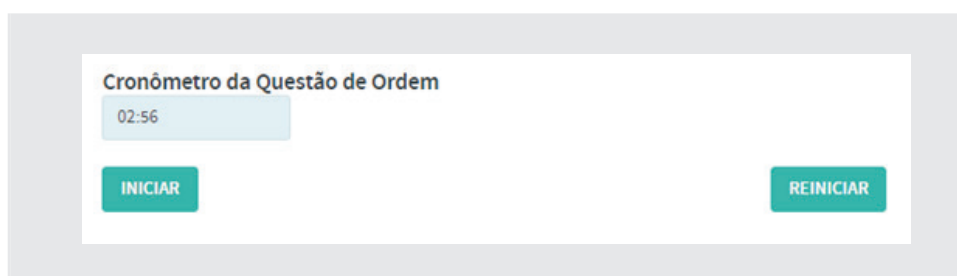 Cronômetro da Questão de Ordem
02:56
INICIAR
REINICIAR